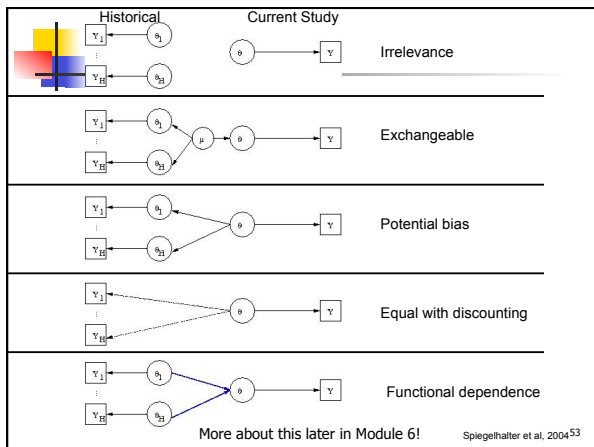 Historical Current Study
Y1 θ1
θ Y Irrelevance
⋮
YH θH
Y1 θ1
μ θ Y Exchangeable
⋮
YH θH
Y1 θ1
θ Y Potential bias
⋮
YH θH
Y1
θ Y Equal with discounting
⋮
YH
Y1 θ1
θ Y Functional dependence
⋮
YH θH
More about this later in Module 6! Spiegelhalter et al, 2004 53